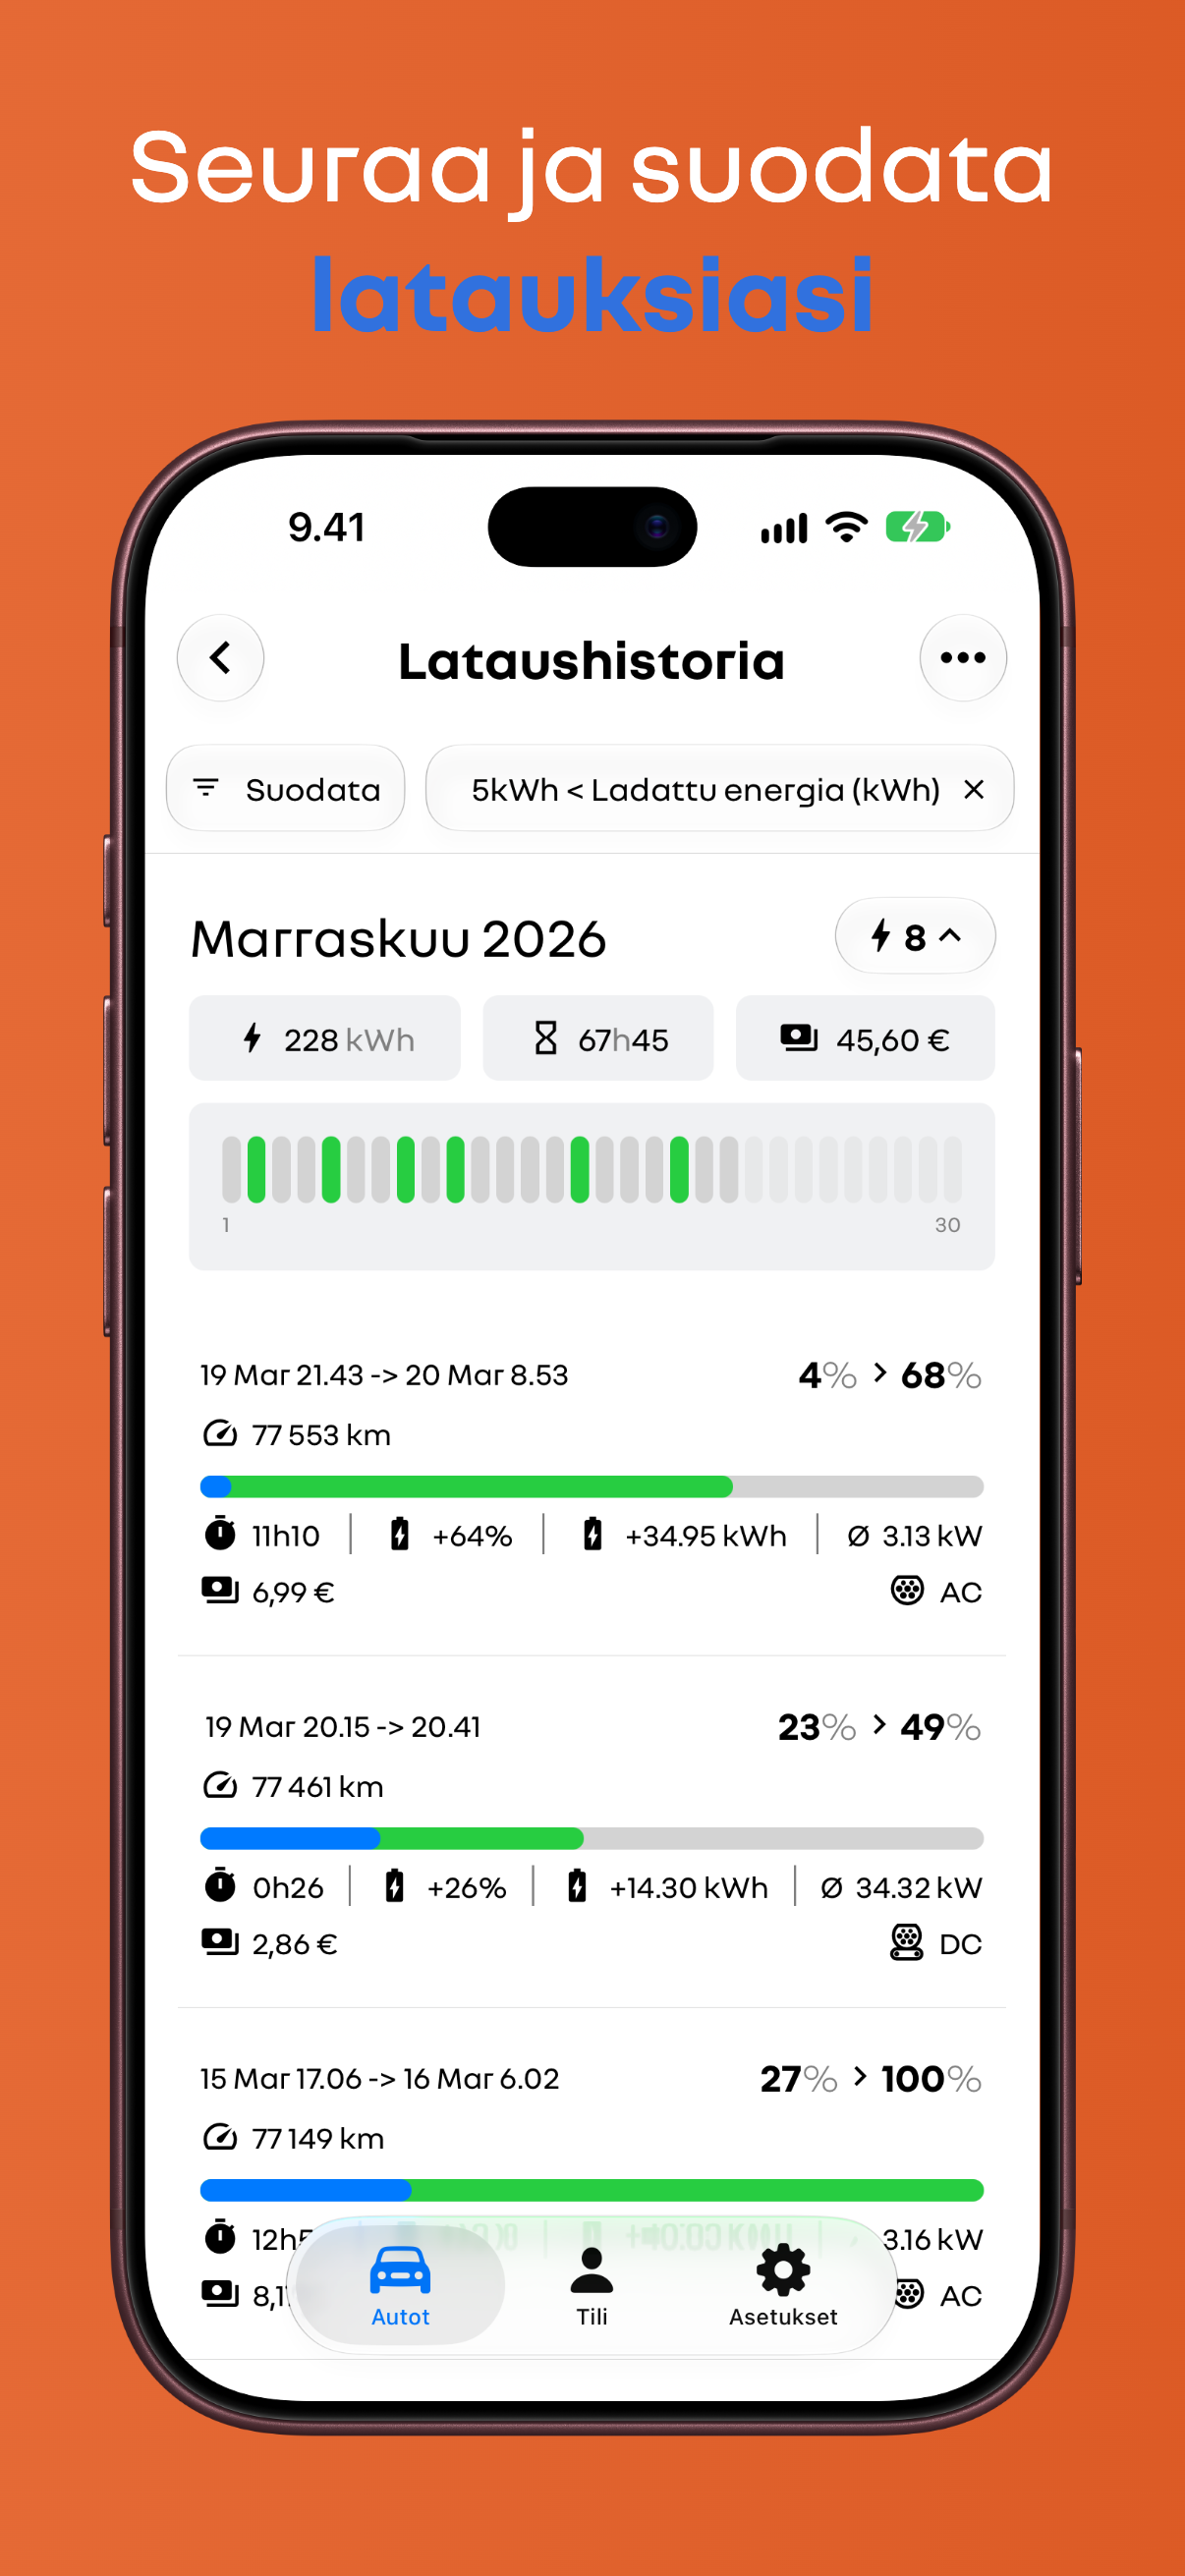 Seuraa ja suodata
latauksiasi
9.41
Lataushistoria
Suodata
5kWh < Ladattu energia (kWh)
Marraskuu 2026
8
228 kWh
67h45
45,60 €
1
30
19 Mar 21.43 -> 20 Mar 8.53
4% > 68%
77 553 km
11h10
+64%
+34.95 kWh
Ø 3.13 kW
6,99 €
AC
19 Mar 20.15 -> 20.41
23% > 49%
77 461 km
0h26
+26%
+14.30 kWh
Ø 34.32 kW
2,86 €
DC
15 Mar 17.06 -> 16 Mar 6.02
27% > 100%
77 149 km
3.16 kW
AC
Autot
Tili
Asetukset